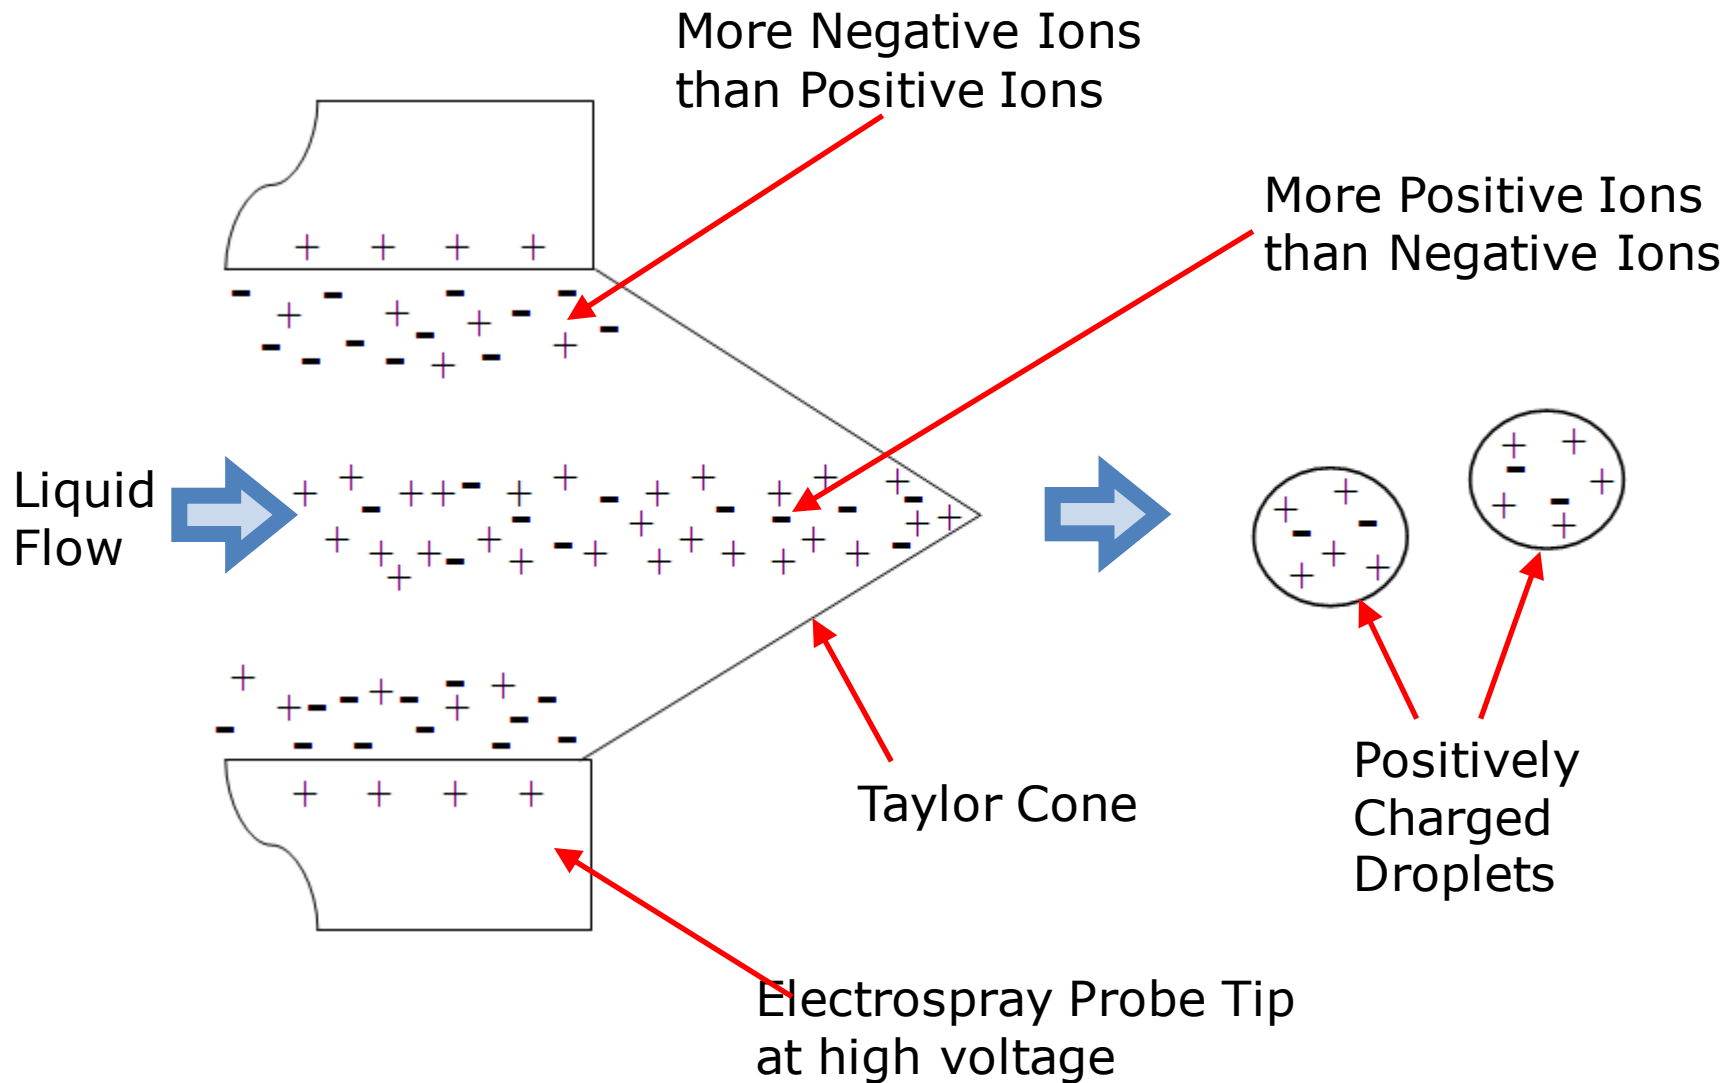 More Negative Ions
than Positive Ions
More Positive Ions
than Negative Ions
Liquid
Flow
Taylor Cone
Positively
Charged
Droplets
Electrospray Probe Tip
at high voltage